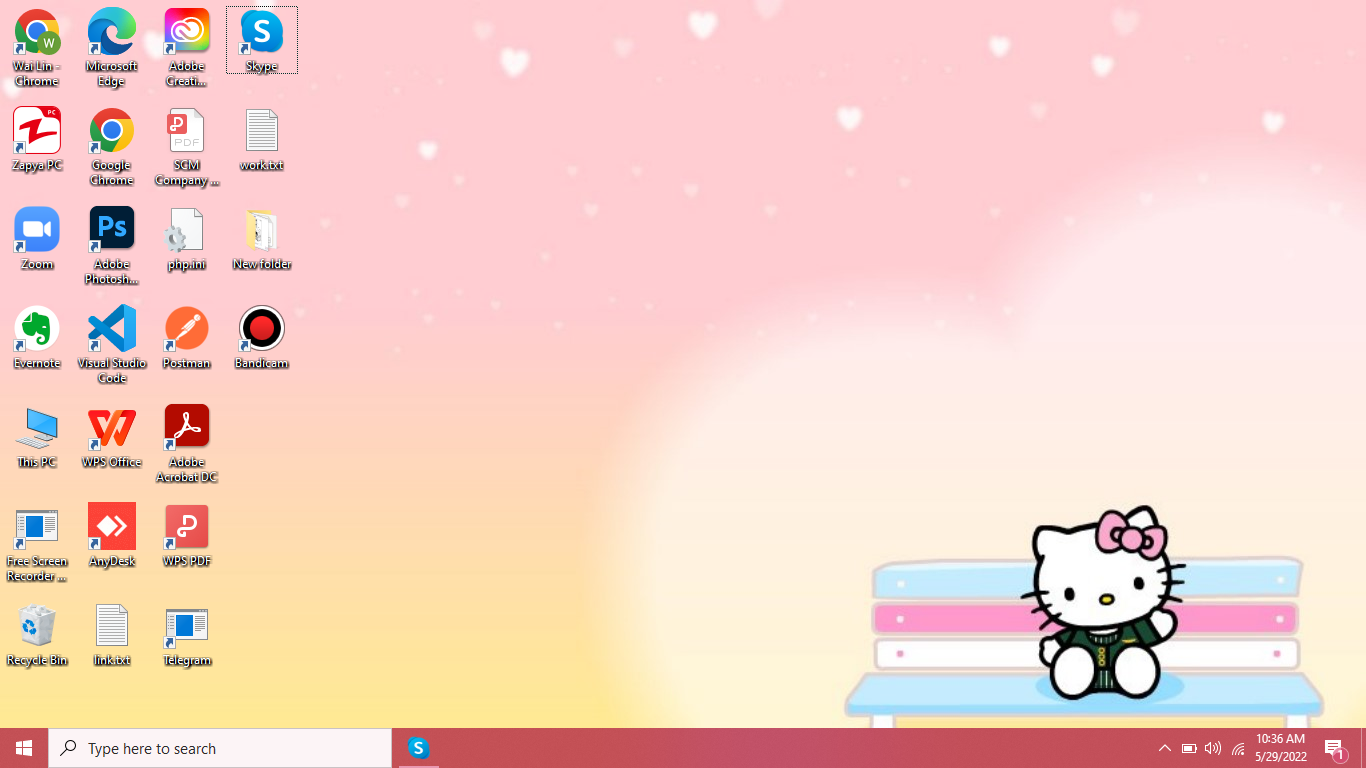 Wai Lin -
Chrome
Microsoft
Edge
Adobe
Creati...
Skype
Zapya PC
Google
Chrome
SCM
Company ...
work.txt
Zoom
Adobe
Photosh...
php.ini
New folder
Evernote
Visual Studio
Code
Postman
Bandicam
This PC
WPS Office
Adobe
Acrobat DC
Free Screen
Recorder ...
AnyDesk
WPS PDF
Recycle Bin
link.txt
Telegram
W
PC
S
PDF
Ps
Type here to search
S
10:36 AM
5/29/2022
1